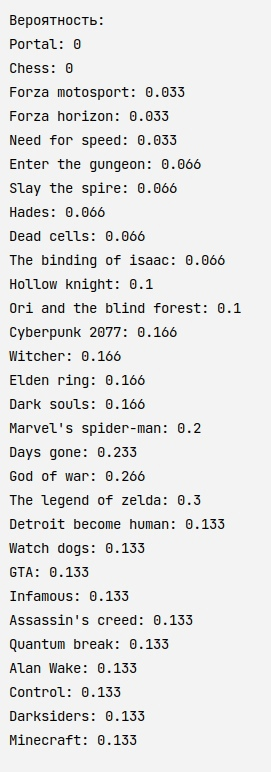 Вероятность:
Portal: 0
Chess: 0
Forza motosport: 0.033
Forza horizon: 0.033
Need for speed: 0.033
Enter the gungeon: 0.066
Slay the spire: 0.066
Hades: 0.066
Dead cells: 0.066
The binding of isaac: 0.066
Hollow knight: 0.1
Ori and the blind forest: 0.1
Cyberpunk 2077: 0.166
Witcher: 0.166
Elden ring: 0.166
Dark souls: 0.166
Marvel's spider-man: 0.2
Days gone: 0.233
God of war: 0.266
The legend of zelda: 0.3
Detroit become human: 0.133
Watch dogs: 0.133
GTA: 0.133
Infamous: 0.133
Assassin's creed: 0.133
Quantum break: 0.133
Alan Wake: 0.133
Control: 0.133
Darksiders: 0.133
Minecraft: 0.133